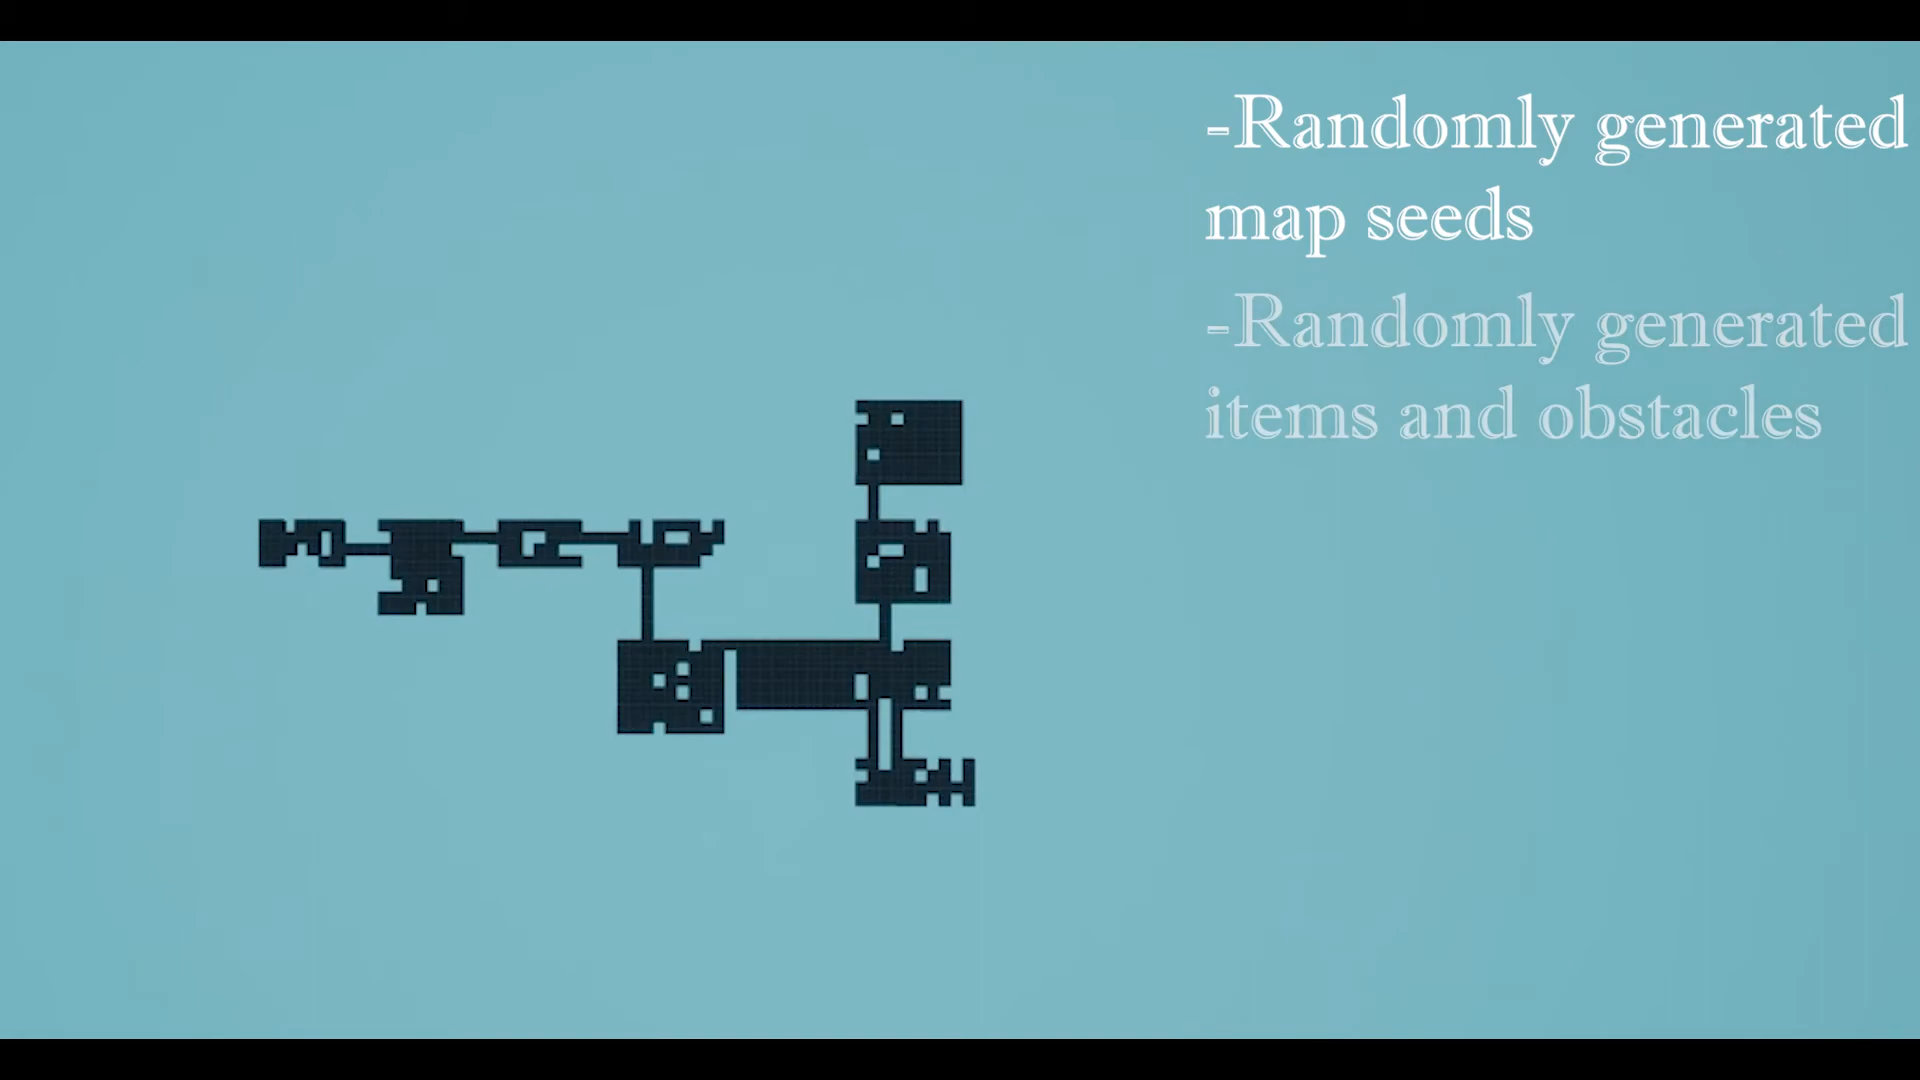 -Randomly generated
map seeds
-Randomly generated
items and obstacles